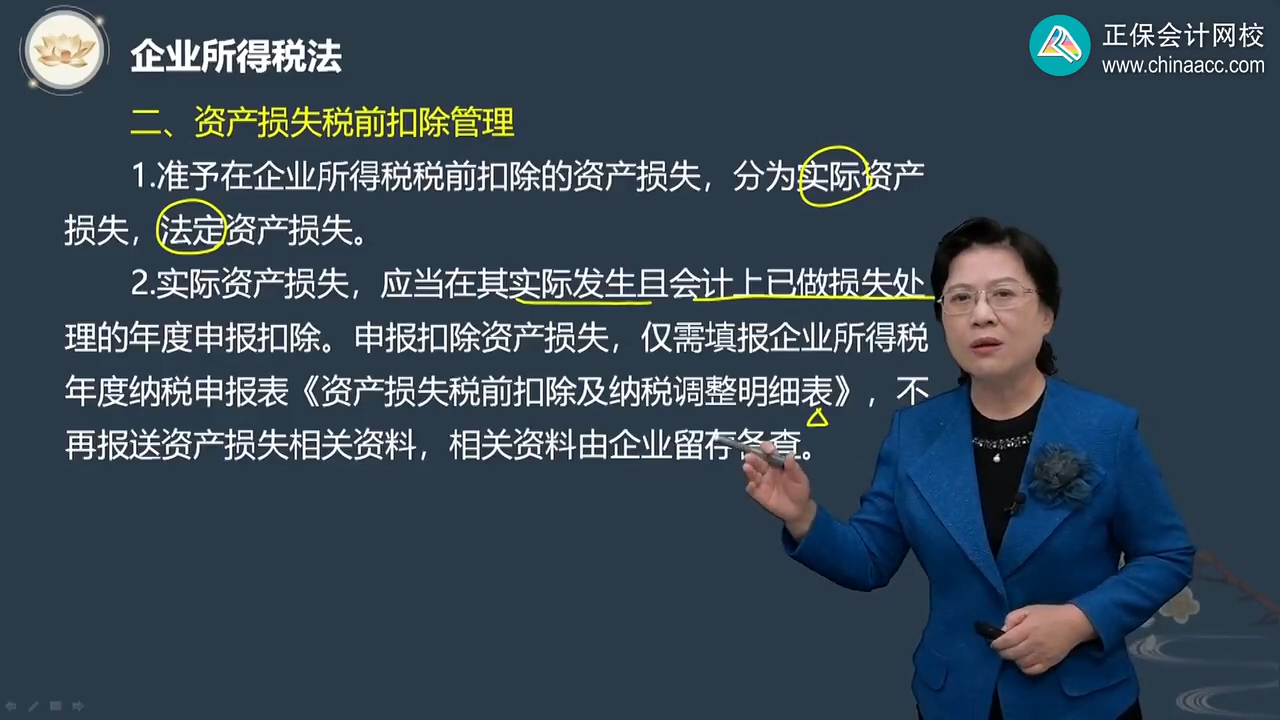 企业所得税法
正保会计网校
www.chinaacc.com
二、资产损失税前扣除管理
1.准予在企业所得税税前扣除的资产损失，分为实际资产
损失，法定资产损失。
2.实际资产损失，应当在其实际发生且会计上已做损失处
理的年度申报扣除。申报扣除资产损失，仅需填报企业所得税
年度纳税申报表《资产损失税前扣除及纳税调整明细表》，不
再报送资产损失相关资料，相关资料由企业留存备查。